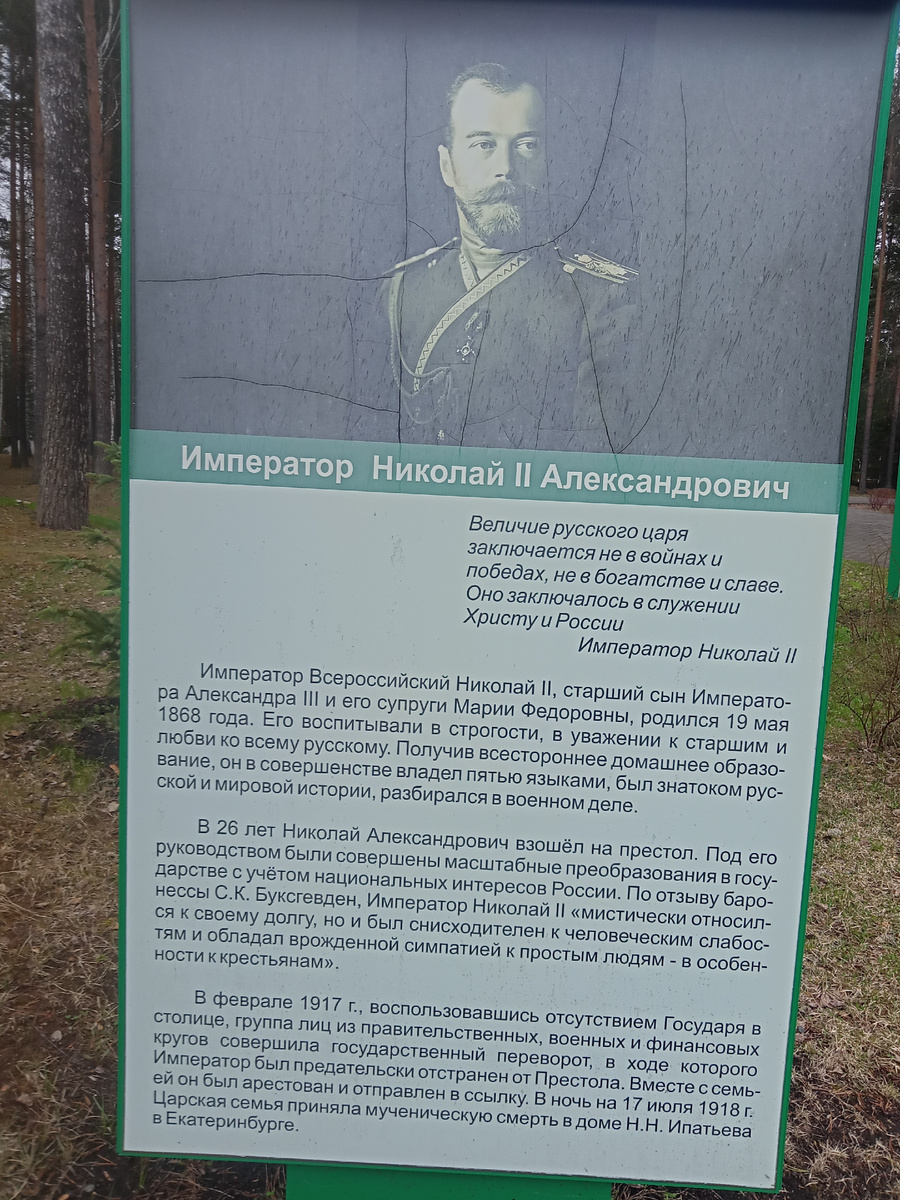 Император Николай II Александрович
Величие русского царя
заключается не в войнах и
победах, не в богатстве и славе.
Оно заключалось в служении
Христу и России
Император Николай II
Император Всероссийский Николай II, старший сын Императо-
ра Александра III и его супруги Марии Федоровны, родился 19 мая
1868 года. Его воспитывали в строгости, в уважении к старшим и
любви ко всему русскому. Получив всестороннее домашнее образо-
вание, он в совершенстве владел пятью языками, был знатоком рус-
ской и мировой истории, разбирался в военном деле.
В 26 лет Николай Александрович взошёл на престол. Под его
руководством были совершены масштабные преобразования в госу-
дарстве с учётом национальных интересов России. По отзыву баро-
нессы С.К. Буксгевден, Император Николай II «мистически относил-
ся к своему долгу, но и был снисходителен к человеческим слабос-
тям и обладал врожденной симпатией к простым людям - в особен-
ности к крестьянам».
В феврале 1917 г., воспользовавшись отсутствием Государя в
столице, группа лиц из правительственных, военных и финансовых
кругов совершила государственный переворот, в ходе которого
Император был предательски отстранен от Престола. Вместе с семь-
ей он был арестован и отправлен в ссылку. В ночь на 17 июля 1918 г.
Царская семья приняла мученическую смерть в доме Н.Н. Ипатьева
в Екатеринбурге.